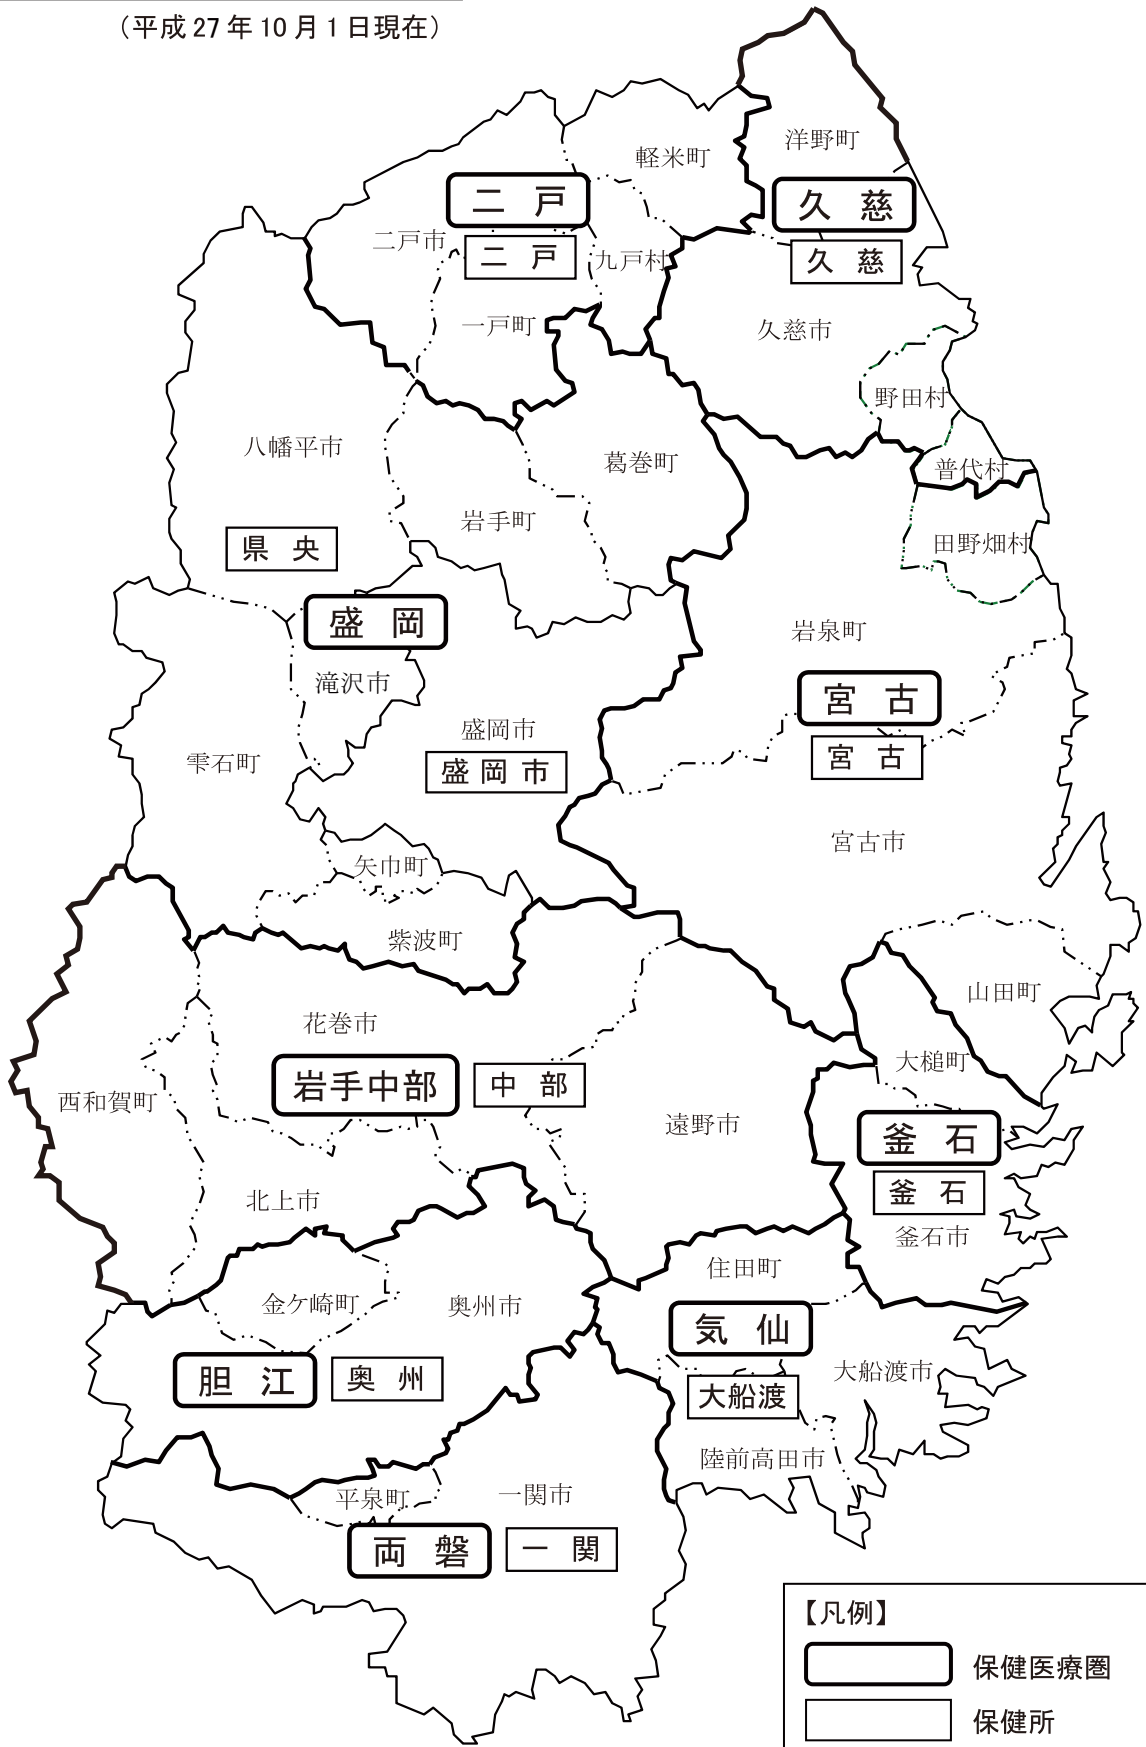 （平成27年10月1日現在）
洋野町
軽米町
二 戸
久 慈
二戸市
二 戸
九戸村
久 慈
一戸町
久慈市
野田村
八幡平市
葛巻町
普代村
岩手町
県 央
田野畑村
盛 岡
岩泉町
滝沢市
宮 古
盛岡市
雫石町
盛岡市
宮 古
宮古市
矢巾町
紫波町
山田町
花巻市
大槌町
岩手中部
中 部
西和賀町
遠野市
釜 石
釜 石
北上市
釜石市
住田町
金ケ崎町
奥州市
気 仙
胆 江
奥 州
大船渡市
大船渡
陸前高田市
平泉町
一関市
両 磐
一 関
【凡例】
保健医療圏
保健所